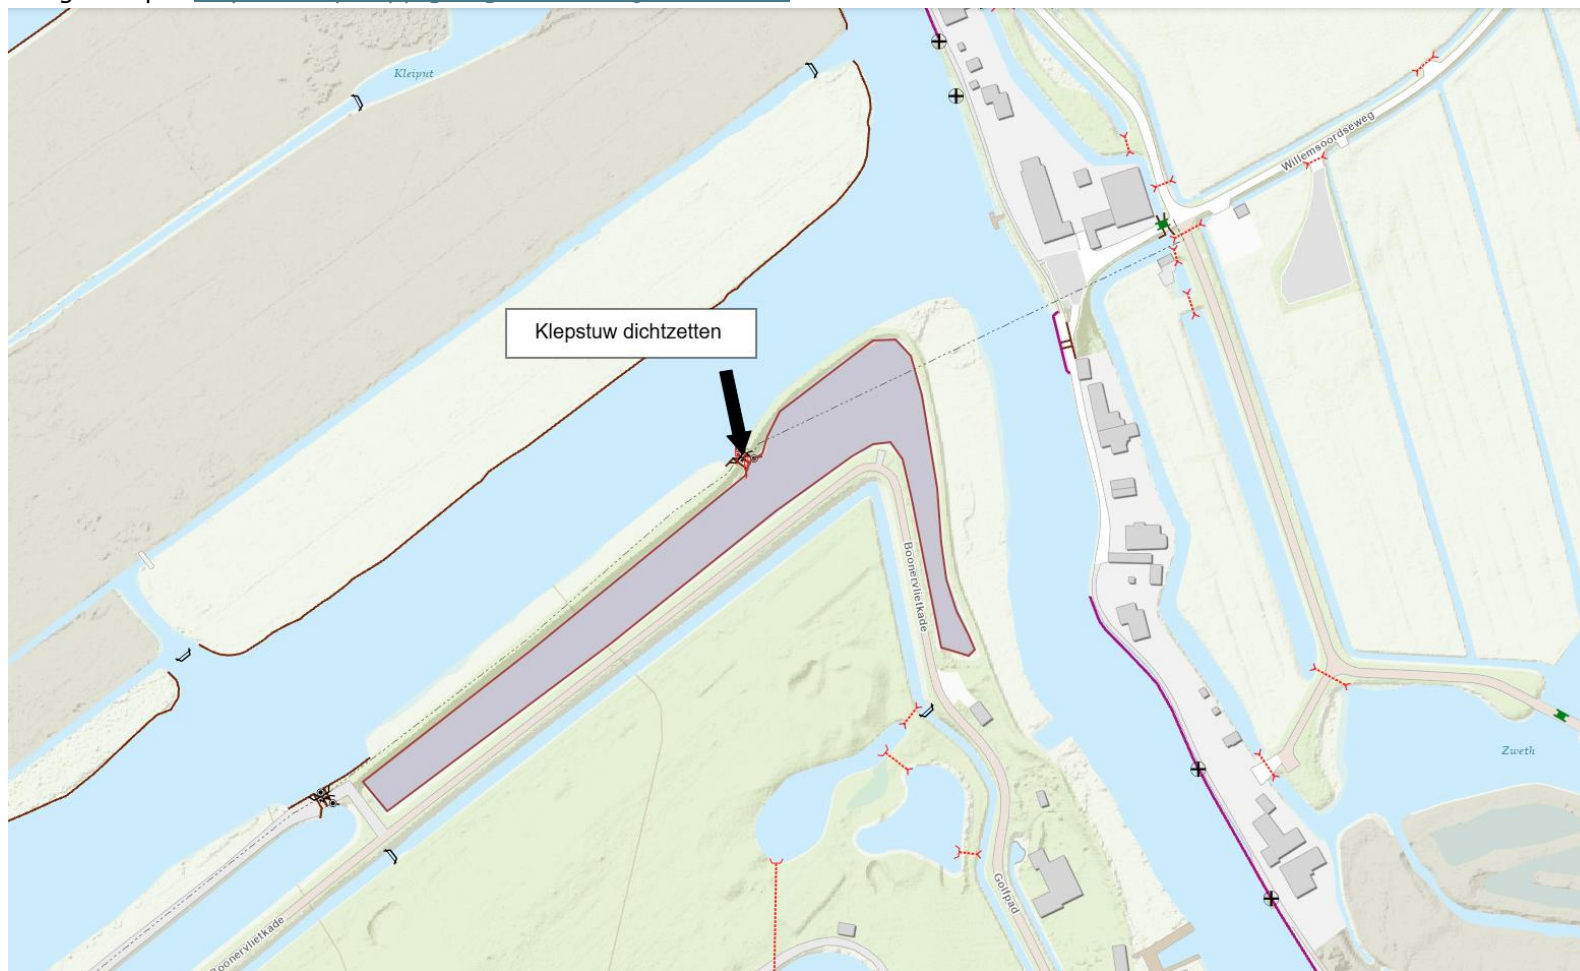 Kleiput
Willemsoordseweg
Klepstuw dichtzetten
Boonervlietkade
Zweth
Golfpad
Boonervlietkade